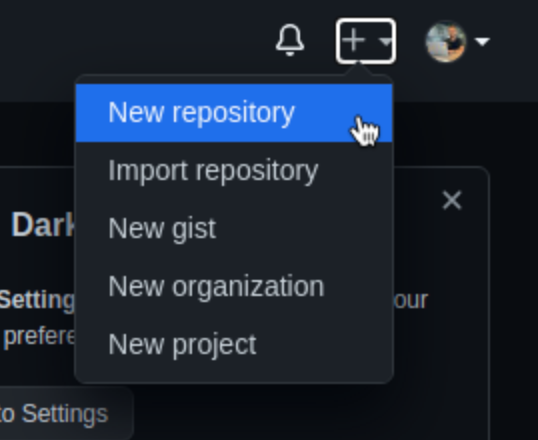 New repository
Import repository
Dark
New gist
New organization
Setting
our
prefere
New project
to Settings